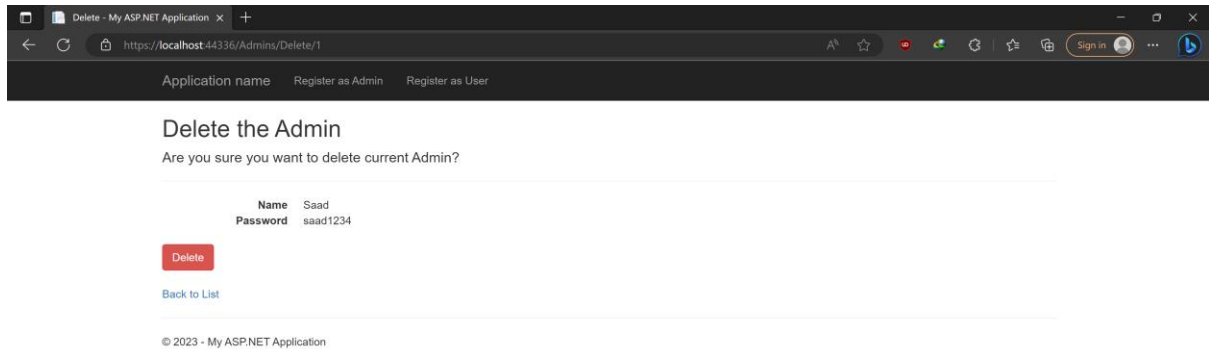 Delete - My ASP.NET Application
https://localhost:44336/Admins/Delete/1
Sign in
Application name Register as Admin Register as User
Delete the Admin
Are you sure you want to delete current Admin?
Name Saad
Password saad1234
Delete
Back to List
© 2023 - My ASP.NET Application